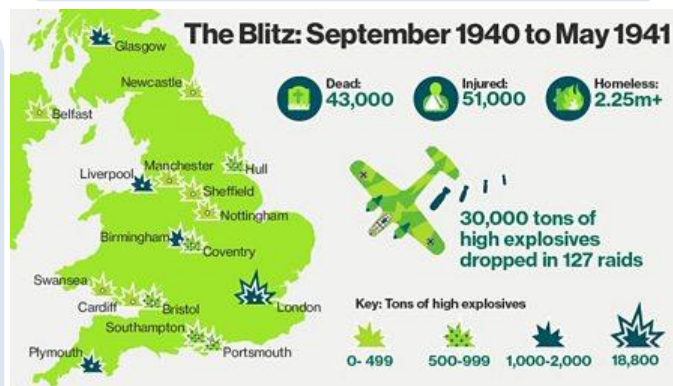 The Blitz: September 1940 to May 1941
Dead:
43,000
Injured:
51,000
Homeless:
2.25m+
Glasgow
Newcastle
Belfast
Liverpool
Manchester
Hull
Sheffield
Nottingham
Birmingham
Coventry
Swansea
Cardiff
Bristol
London
Southampton
Portsmouth
Plymouth
30,000 tons of
high explosives
dropped in 127 raids
Key: Tons of high explosives
0- 499
500-999
1,000-2,000
18,800